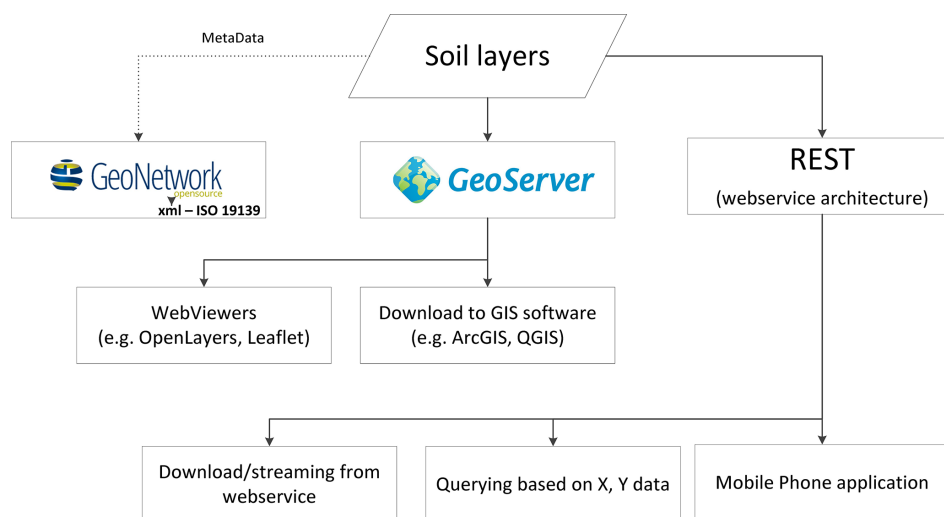 MetaData
Soil layers
GeoNetwork
opensource
xml – ISO 19139
GeoServer
REST
(webservice architecture)
WebViewers
(e.g. OpenLayers, Leaflet)
Download to GIS software
(e.g. ArcGIS, QGIS)
Download/streaming from
webservice
Querying based on X, Y data
Mobile Phone application